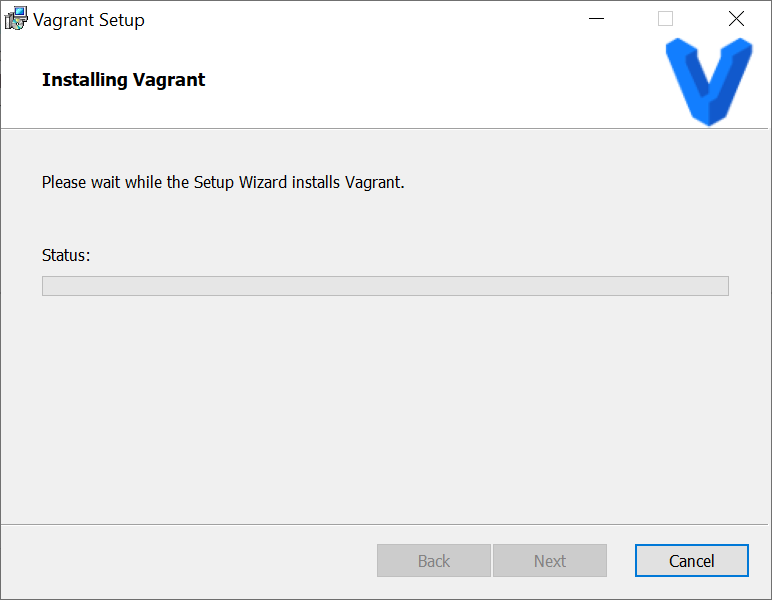 Vagrant Setup
Installing Vagrant
Please wait while the Setup Wizard installs Vagrant.
Status:
Back
Next
Cancel